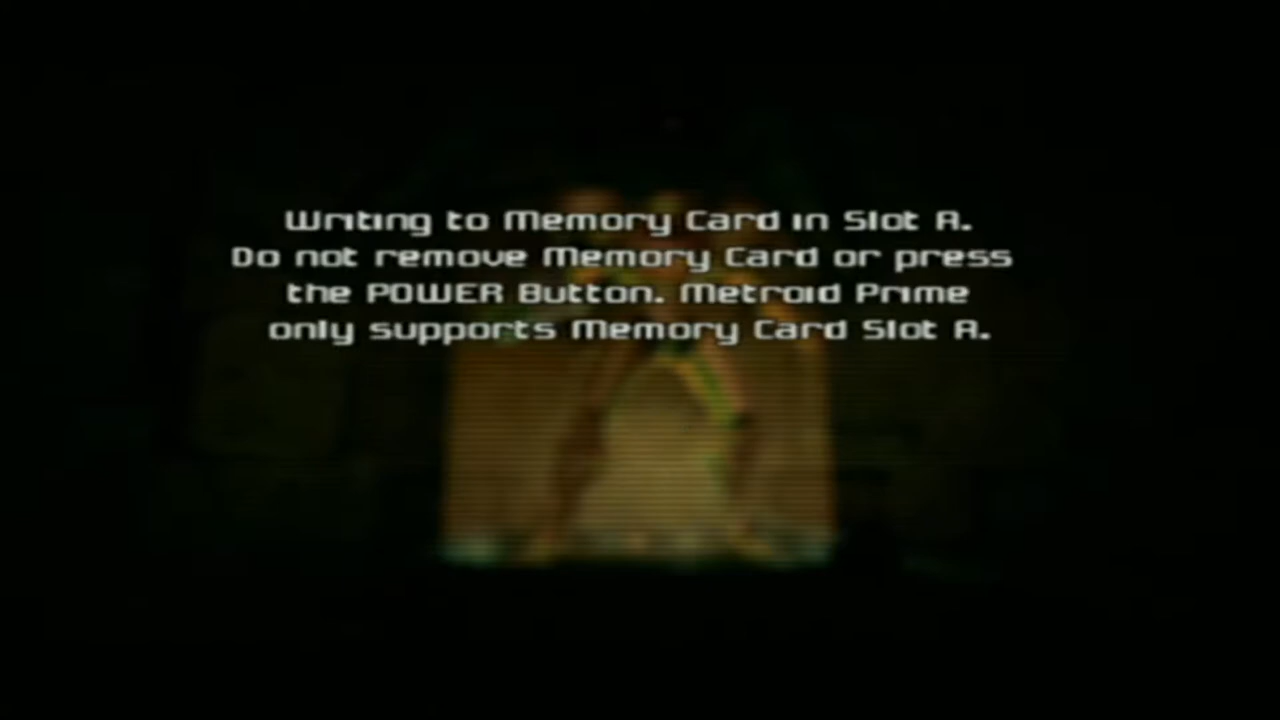 Writing to Memory Card in Slot A.
Do not remove Memory Card or press
the POWER Button. Metroid Prime
only supports Memory Card Slot A.